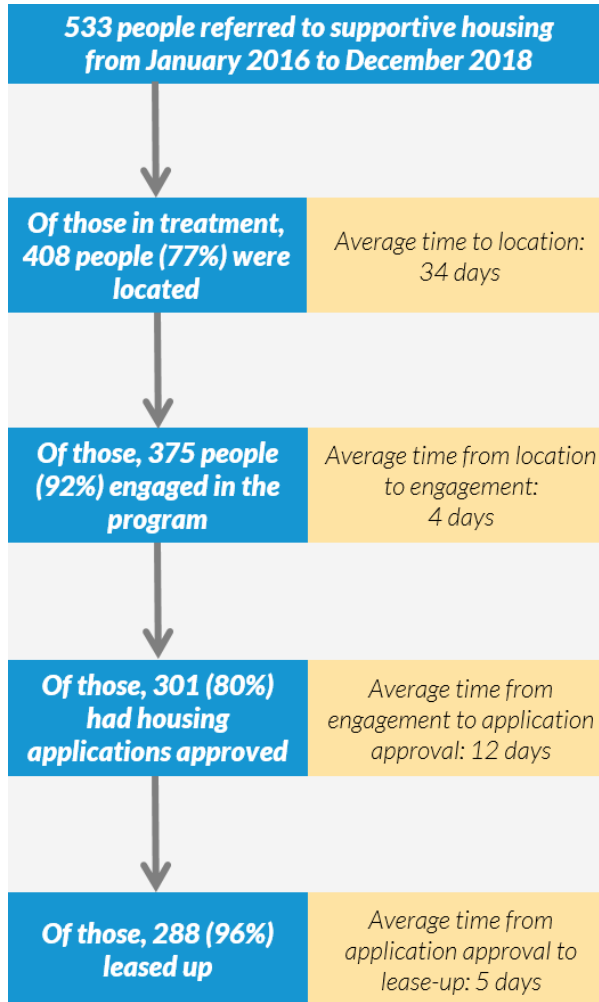 533 people referred to supportive housing
from January 2016 to December 2018
Of those in treatment,
408 people (77%) were
located
Average time to location:
34 days
Of those, 375 people
(92%) engaged in the
program
Average time from location
to engagement:
4 days
Of those, 301 (80%)
had housing
applications approved
Average time from
engagement to application
approval: 12 days
Of those, 288 (96%)
leased up
Average time from
application approval to
lease-up: 5 days